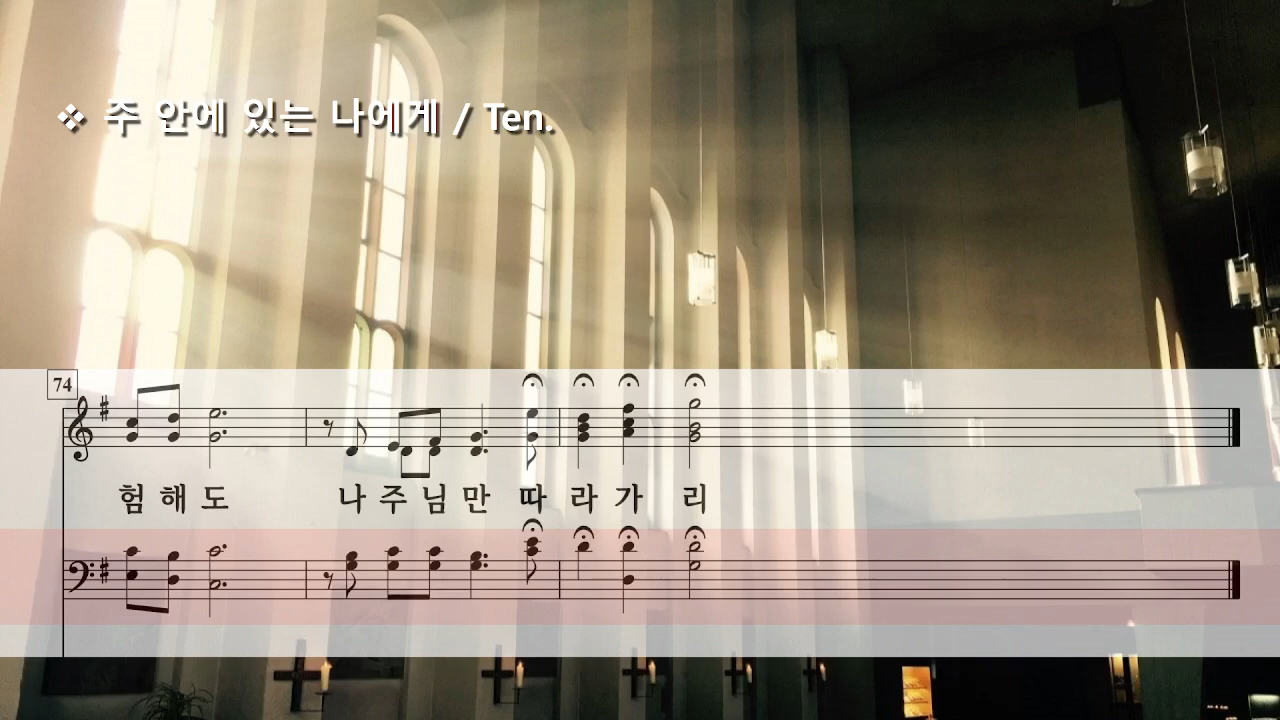 ❖ 주 안에 있는 나에게 / Ten.
74
험 해 도 나 주 님 만 따 라 가 리